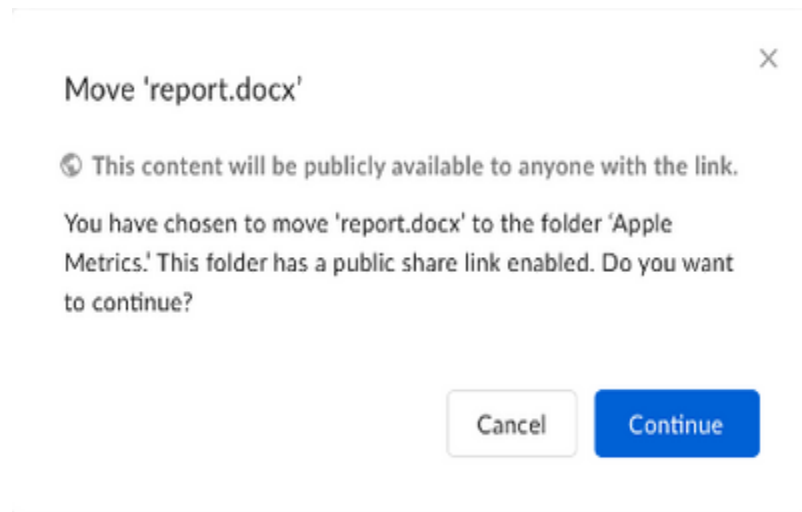 Move 'report.docx'
This content will be publicly available to anyone with the link.
You have chosen to move 'report.docx' to the folder ‘Apple
Metrics.’ This folder has a public share link enabled. Do you want
to continue?
Cancel
Continue